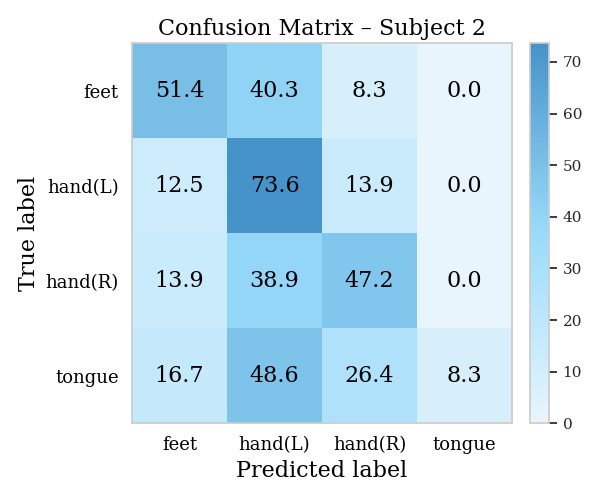 Confusion Matrix – Subject 2
True label
feet 51.4 40.3 8.3 0.0
hand(L) 12.5 73.6 13.9 0.0
hand(R) 13.9 38.9 47.2 0.0
tongue 16.7 48.6 26.4 8.3
feet hand(L) hand(R) tongue
Predicted label
70
60
50
40
30
20
10
0